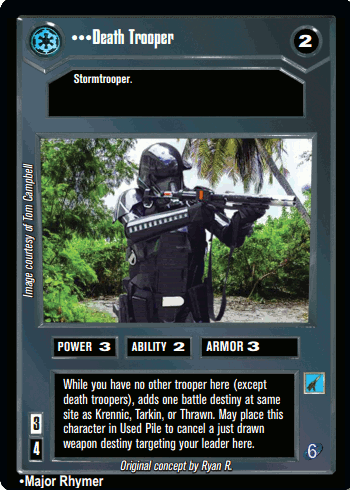 •••Death Trooper
2
Stormtrooper.
Image courtesy of Tom Campbell
POWER 3
ABILITY 2
ARMOR 3
While you have no other trooper here (except
death troopers), adds one battle destiny at same
site as Krennic, Tarkin, or Thrawn. May place this
character in Used Pile to cancel a just drawn
weapon destiny targeting your leader here.
3
4
6
Original concept by Ryan R.
•Major Rhymer